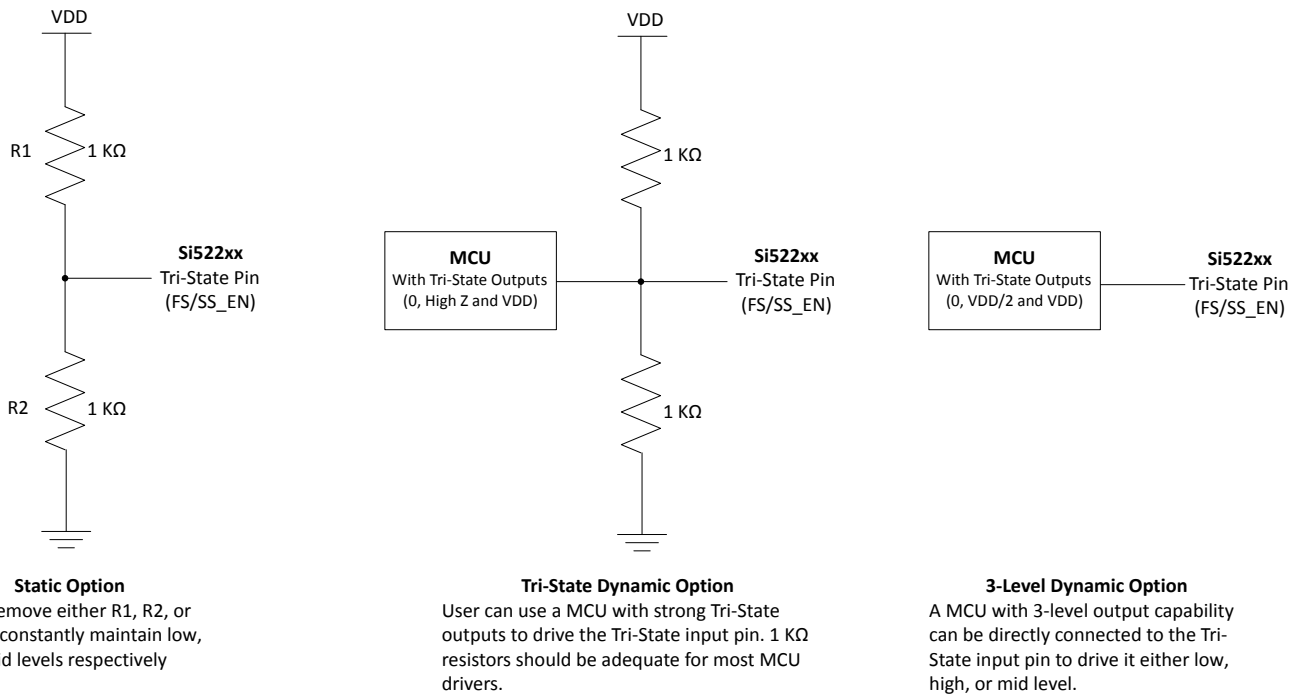 VDD
R1
1 KΩ
Si522xx
Tri-State Pin
(FS/SS_EN)
R2
1 KΩ
Static Option
remove either R1, R2, or
constantly maintain low,
levels respectively
VDD
1 KΩ
MCU
With Tri-State Outputs
(0, High Z and VDD)
Si522xx
Tri-State Pin
(FS/SS_EN)
1 KΩ
Tri-State Dynamic Option
User can use a MCU with strong Tri-State
outputs to drive the Tri-State input pin. 1 KΩ
resistors should be adequate for most MCU
drivers.
MCU
With Tri-State Outputs
(0, VDD/2 and VDD)
Si522xx
Tri-State Pin
(FS/SS_EN)
3-Level Dynamic Option
A MCU with 3-level output capability
can be directly connected to the Tri-
State input pin to drive it either low,
high, or mid level.